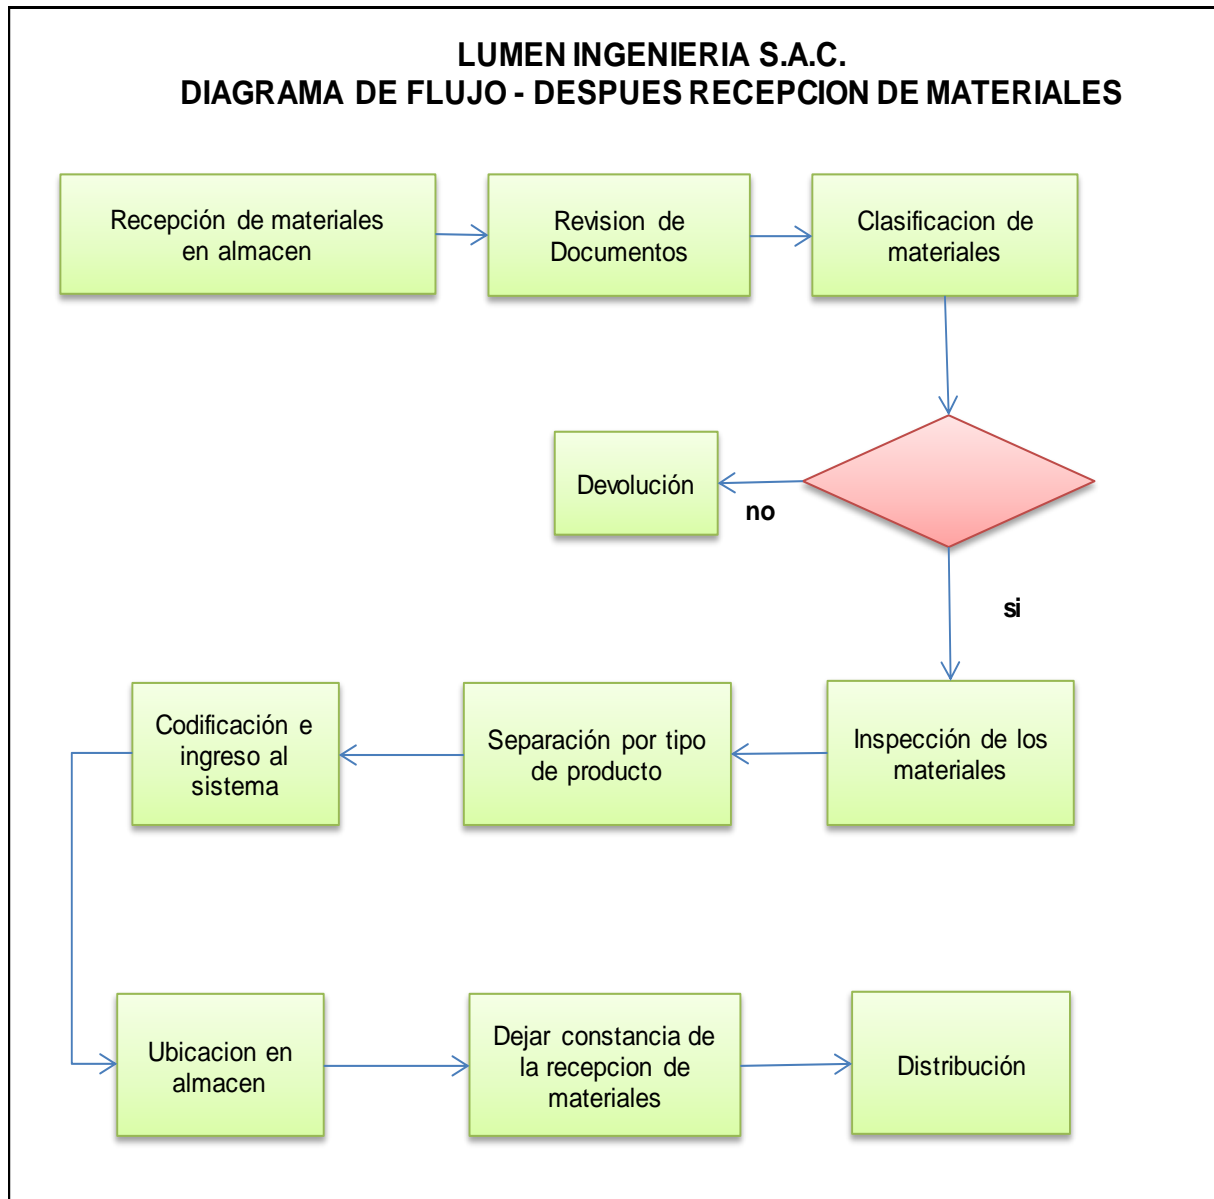 LUMEN INGENIERIA S.A.C.
DIAGRAMA DE FLUJO - DESPUES RECEPCION DE MATERIALES
Recepción de materiales
en almacen
Revision de
Documentos
Clasificacion de
materiales
Devolución
no
si
Codificación e
ingreso al
sistema
Separación por tipo
de producto
Inspección de los
materiales
Ubicacion en
almacen
Dejar constancia de
la recepcion de
materiales
Distribución